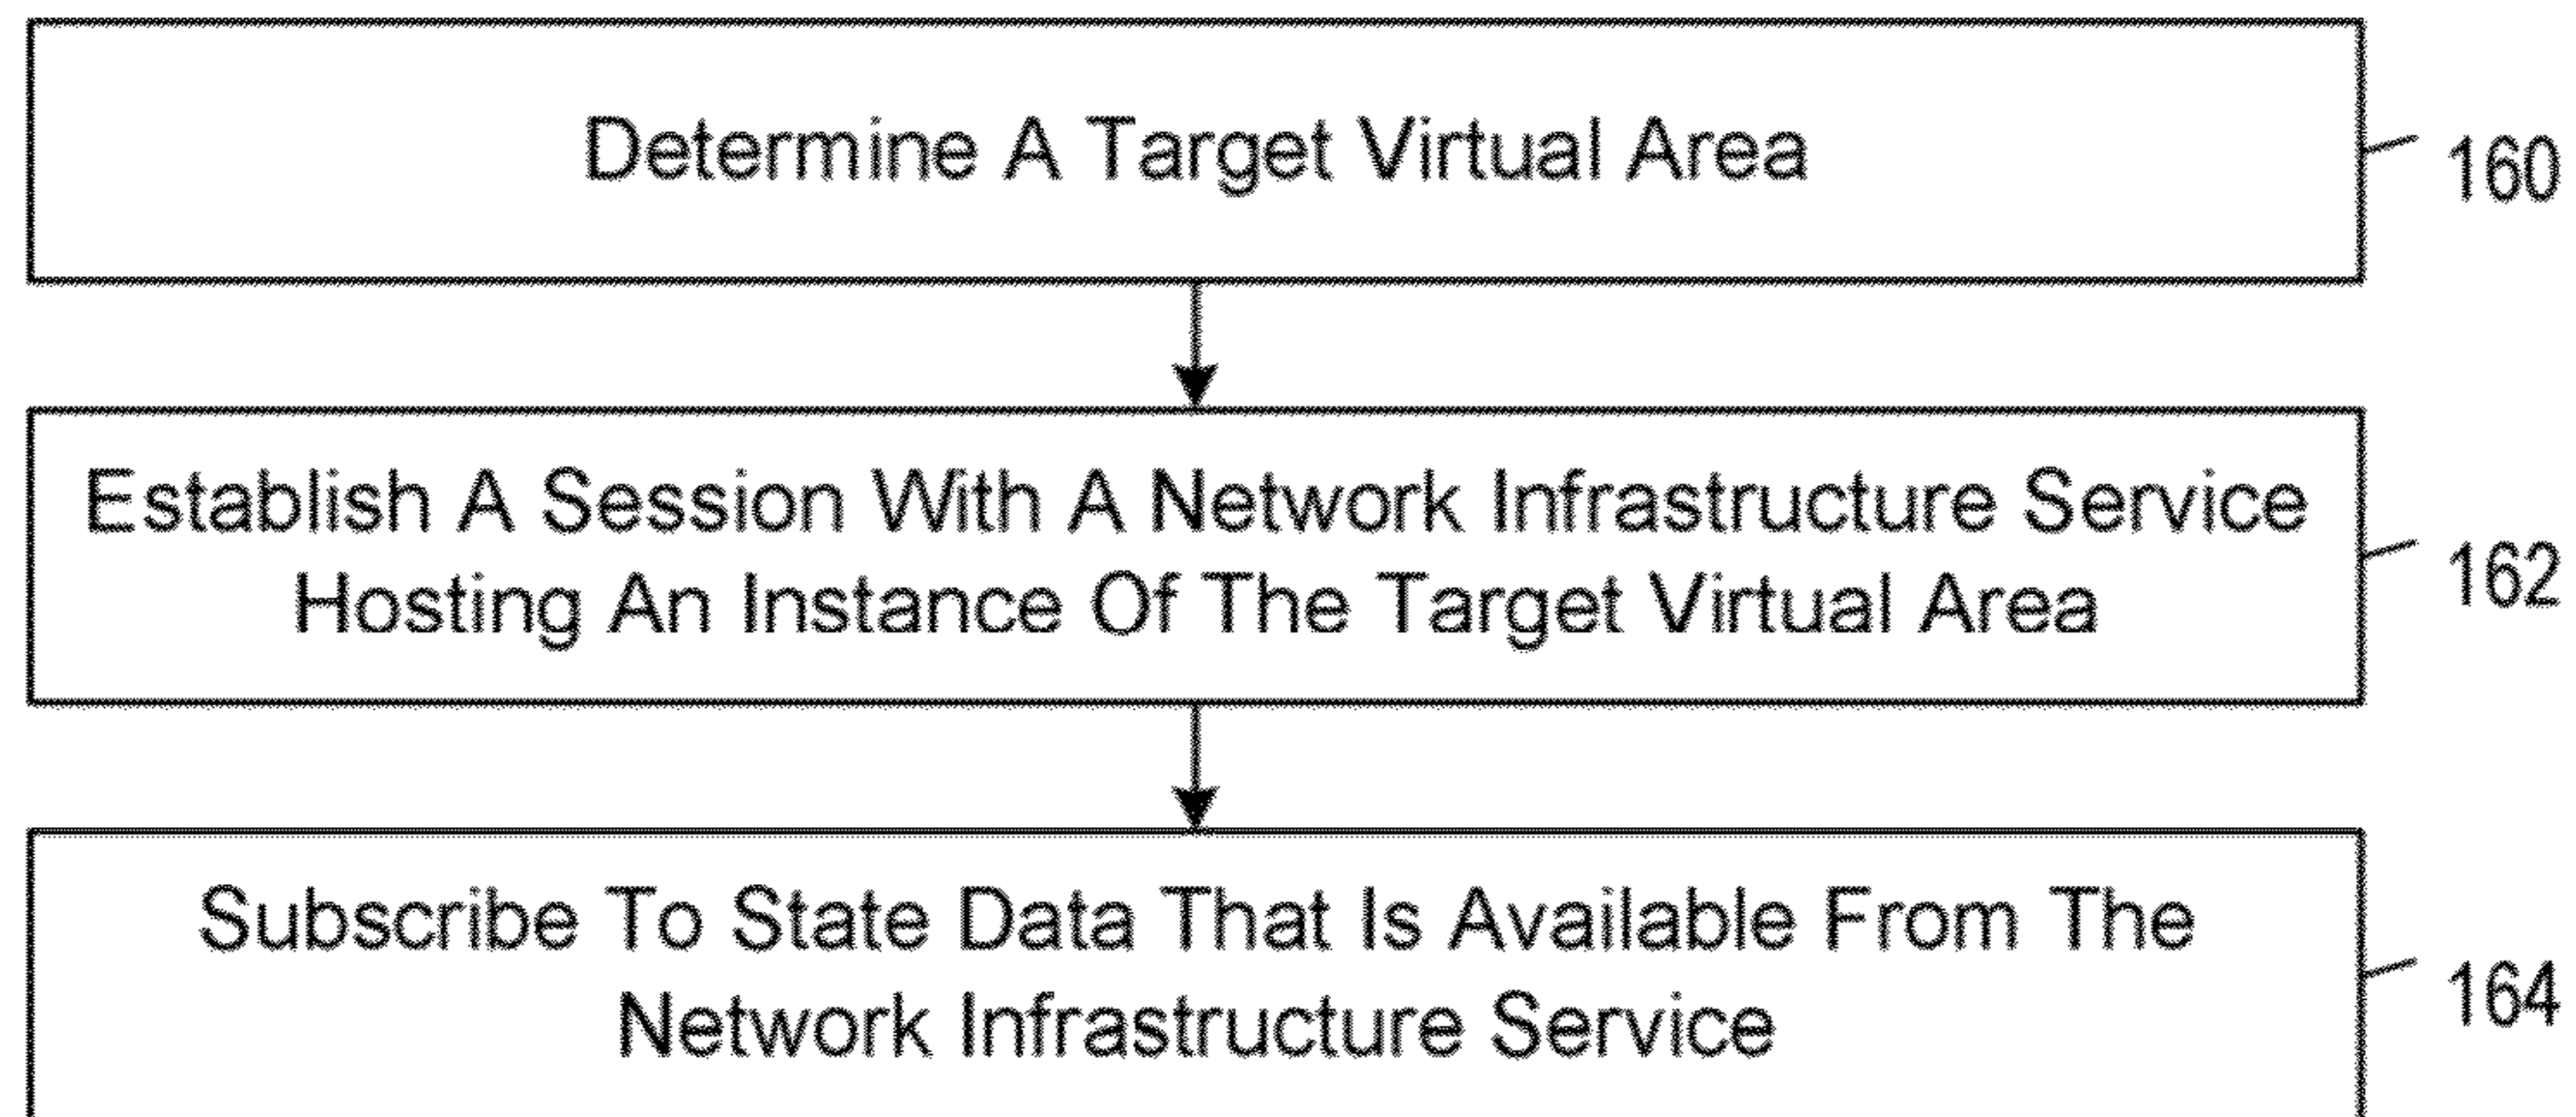 Determine A Target Virtual Area
160
Establish A Session With A Network Infrastructure Service
Hosting An Instance Of The Target Virtual Area
162
Subscribe To State Data That Is Available From The
Network Infrastructure Service
164